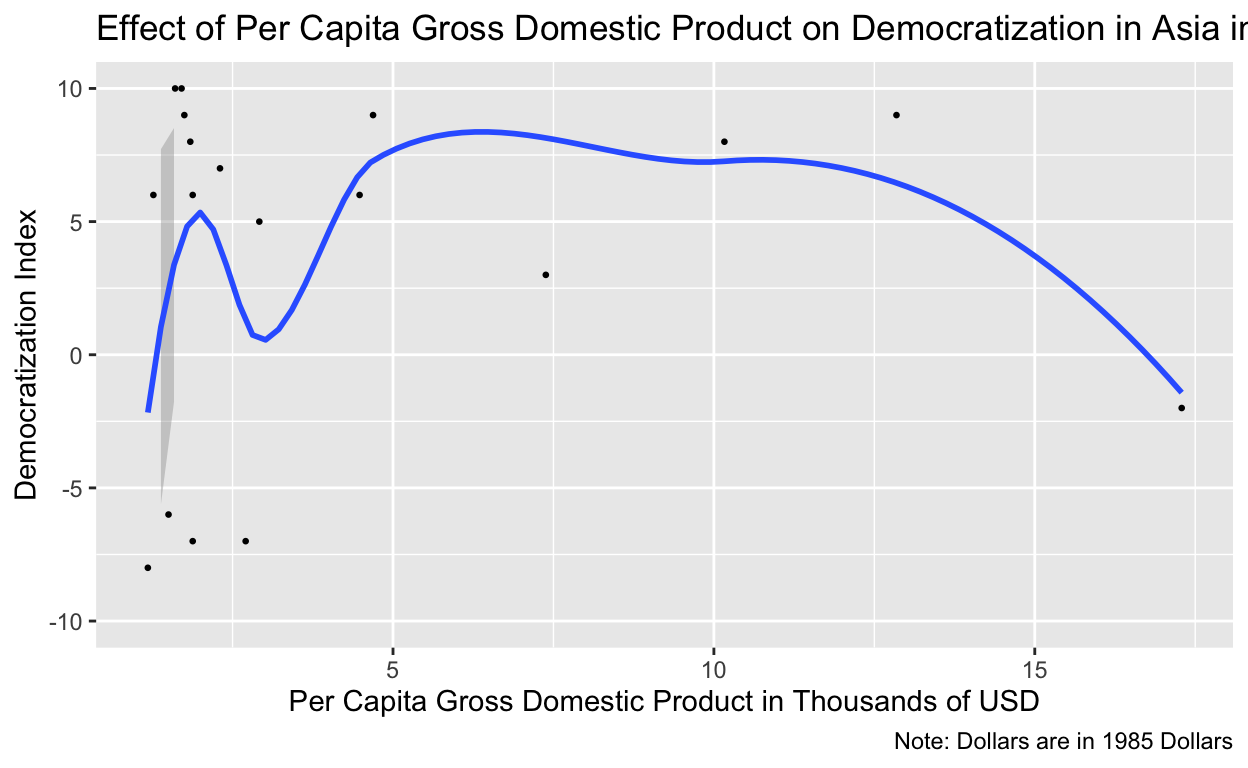 Effect of Per Capita Gross Domestic Product on Democratization in Asia
10
5
0
-5
-10
Democratization Index
5 10 15
Per Capita Gross Domestic Product in Thousands of USD
Note: Dollars are in 1985 Dollars